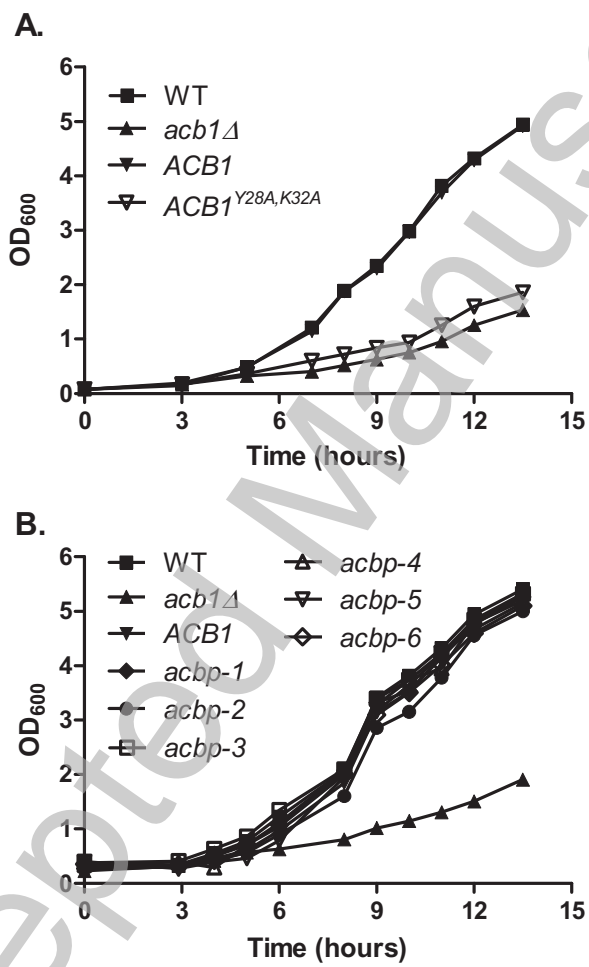 A.
6
5
4
3
2
1
0
OD600
WT
acb1Δ
ACB1
ACB1Y28A,K32A
0 3 6 9 12 15
Time (hours)
B.
6
5
4
3
2
1
0
OD600
WT
acb1Δ
ACB1
acbp-1
acbp-2
acbp-3
acbp-4
acbp-5
acbp-6
0 3 6 9 12 15
Time (hours)
epted Manus